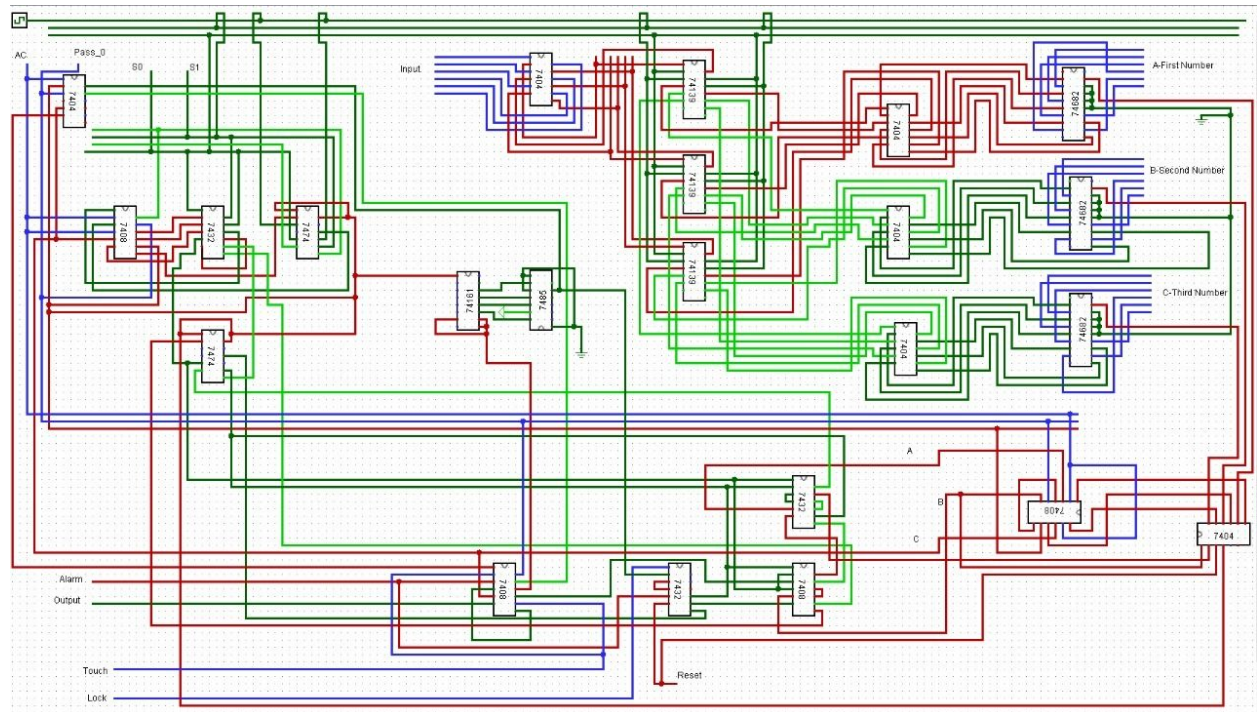 AC
Pass_0
S0
S1
Input
7404
7404
74139
74682
A-First Number
7404
74139
74682
B-Second Number
7408
7432
7474
7404
74139
74682
C-Third Number
74161
7485
7474
7404
A
7432
B
7408
C
7404
Alarm
Output
7408
7432
7408
Touch
Lock
Reset